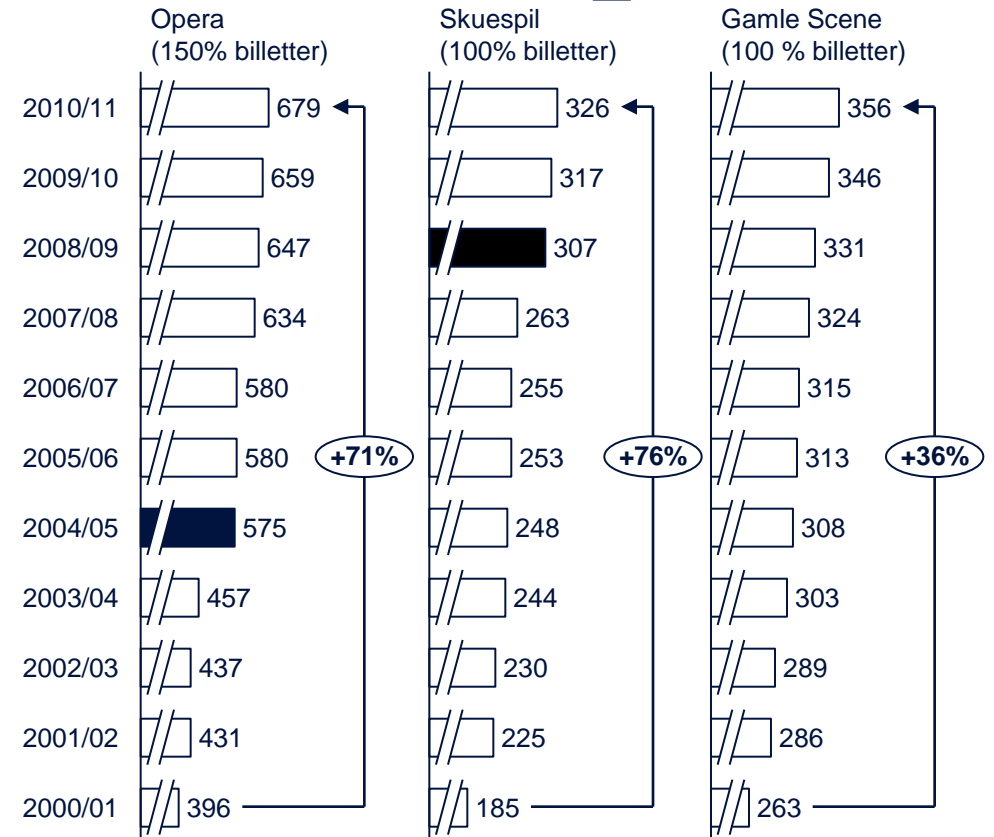 Opera Skuespil Gamle Scene
(150% billetter) (100% billetter) (100 % billetter)
2010/11 679 326 356
2009/10 659 317 346
2008/09 647 307 331
2007/08 634 263 324
2006/07 580 255 315
2005/06 580 +71% 253 +76% 313 +36%
2004/05 575 248 308
2003/04 457 244 303
2002/03 437 230 289
2001/02 431 225 286
2000/01 396 185 263